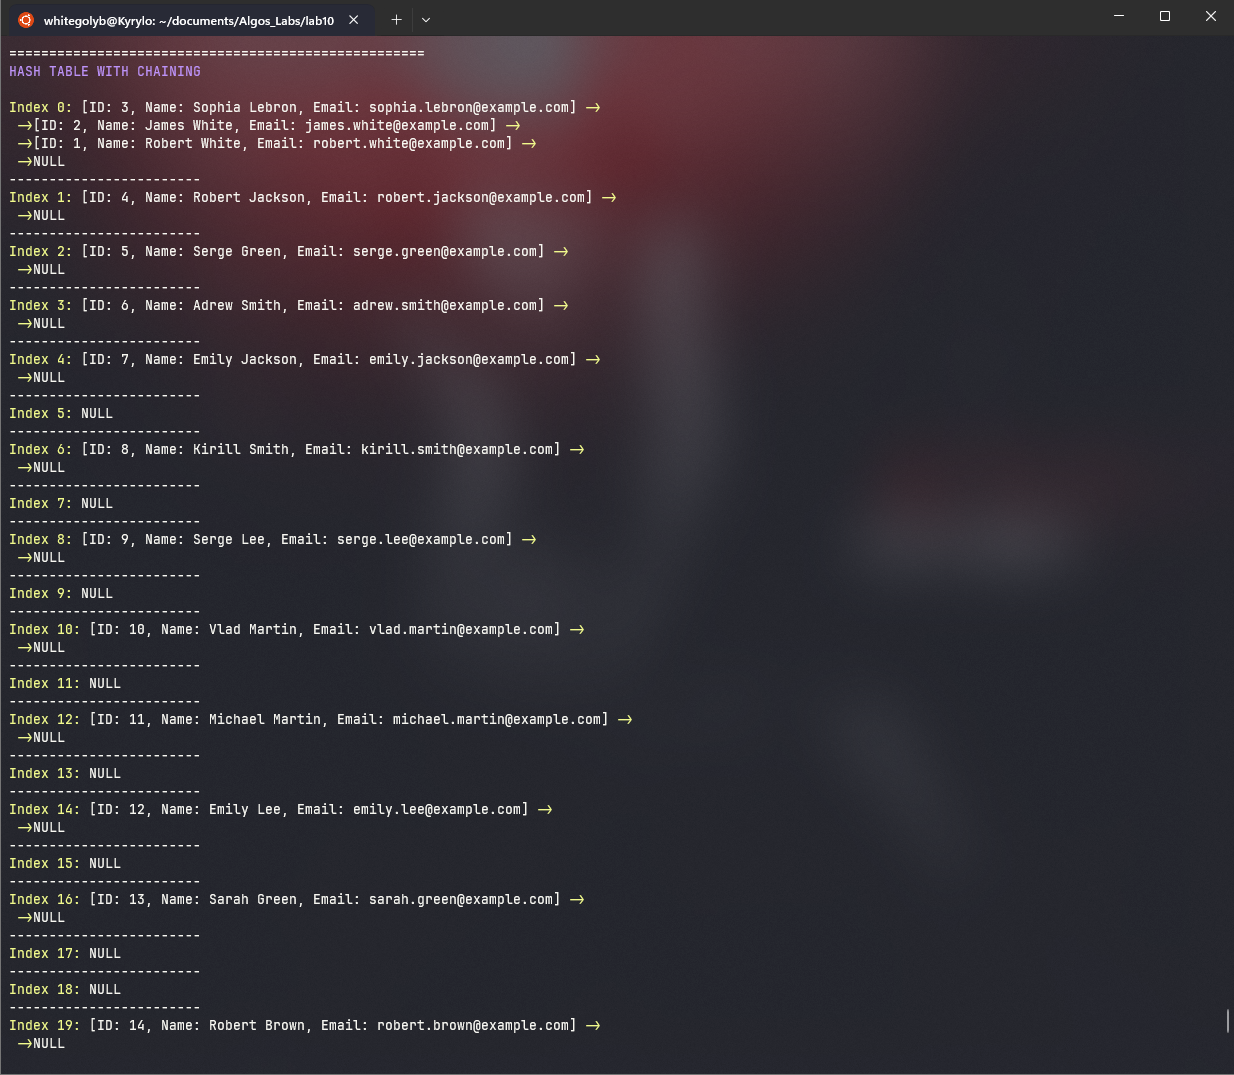 whitegolyb@Kyrylo: ~/documents/Algos_Labs/lab10
====================================================
HASH TABLE WITH CHAINING
Index 0: [ID: 3, Name: Sophia Lebron, Email: sophia.lebron@example.com] ->
->[ID: 2, Name: James White, Email: james.white@example.com] ->
->[ID: 1, Name: Robert White, Email: robert.white@example.com] ->
->NULL
------------------------
Index 1: [ID: 4, Name: Robert Jackson, Email: robert.jackson@example.com] ->
->NULL
------------------------
Index 2: [ID: 5, Name: Serge Green, Email: serge.green@example.com] ->
->NULL
------------------------
Index 3: [ID: 6, Name: Adrew Smith, Email: adrew.smith@example.com] ->
->NULL
------------------------
Index 4: [ID: 7, Name: Emily Jackson, Email: emily.jackson@example.com] ->
->NULL
------------------------
Index 5: NULL
------------------------
Index 6: [ID: 8, Name: Kirill Smith, Email: kirill.smith@example.com] ->
->NULL
------------------------
Index 7: NULL
------------------------
Index 8: [ID: 9, Name: Serge Lee, Email: serge.lee@example.com] ->
->NULL
------------------------
Index 9: NULL
------------------------
Index 10: [ID: 10, Name: Vlad Martin, Email: vlad.martin@example.com] ->
->NULL
------------------------
Index 11: NULL
------------------------
Index 12: [ID: 11, Name: Michael Martin, Email: michael.martin@example.com] ->
->NULL
------------------------
Index 13: NULL
------------------------
Index 14: [ID: 12, Name: Emily Lee, Email: emily.lee@example.com] ->
->NULL
------------------------
Index 15: NULL
------------------------
Index 16: [ID: 13, Name: Sarah Green, Email: sarah.green@example.com] ->
->NULL
------------------------
Index 17: NULL
------------------------
Index 18: NULL
------------------------
Index 19: [ID: 14, Name: Robert Brown, Email: robert.brown@example.com] ->
->NULL